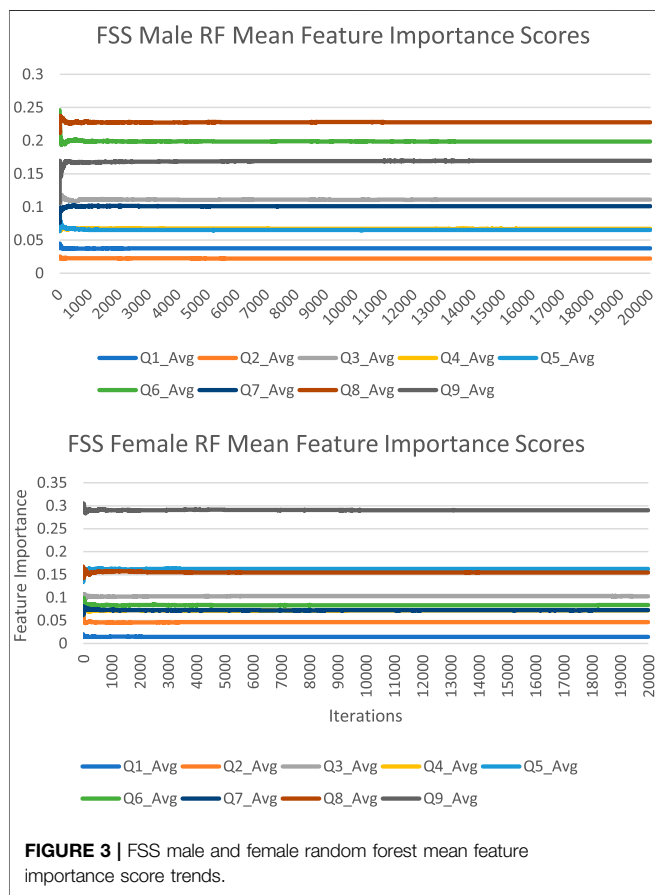 FSS Male RF Mean Feature Importance Scores
0.3
0.25
0.2
0.15
0.1
0.05
0
0 1000 2000 3000 4000 5000 6000 7000 8000 9000 10000 11000 12000 13000 14000 15000 16000 17000 18000 19000 20000
Q1_Avg Q2_Avg Q3_Avg Q4_Avg Q5_Avg
Q6_Avg Q7_Avg Q8_Avg Q9_Avg
FSS Female RF Mean Feature Importance Scores
Feature Importance
0.35
0.3
0.25
0.2
0.15
0.1
0.05
0
0 1000 2000 3000 4000 5000 6000 7000 8000 9000 10000 11000 12000 13000 14000 15000 16000 17000 18000 19000 20000
Iterations
Q1_Avg Q2_Avg Q3_Avg Q4_Avg Q5_Avg
Q6_Avg Q7_Avg Q8_Avg Q9_Avg
FIGURE 3 | FSS male and female random forest mean feature
importance score trends.